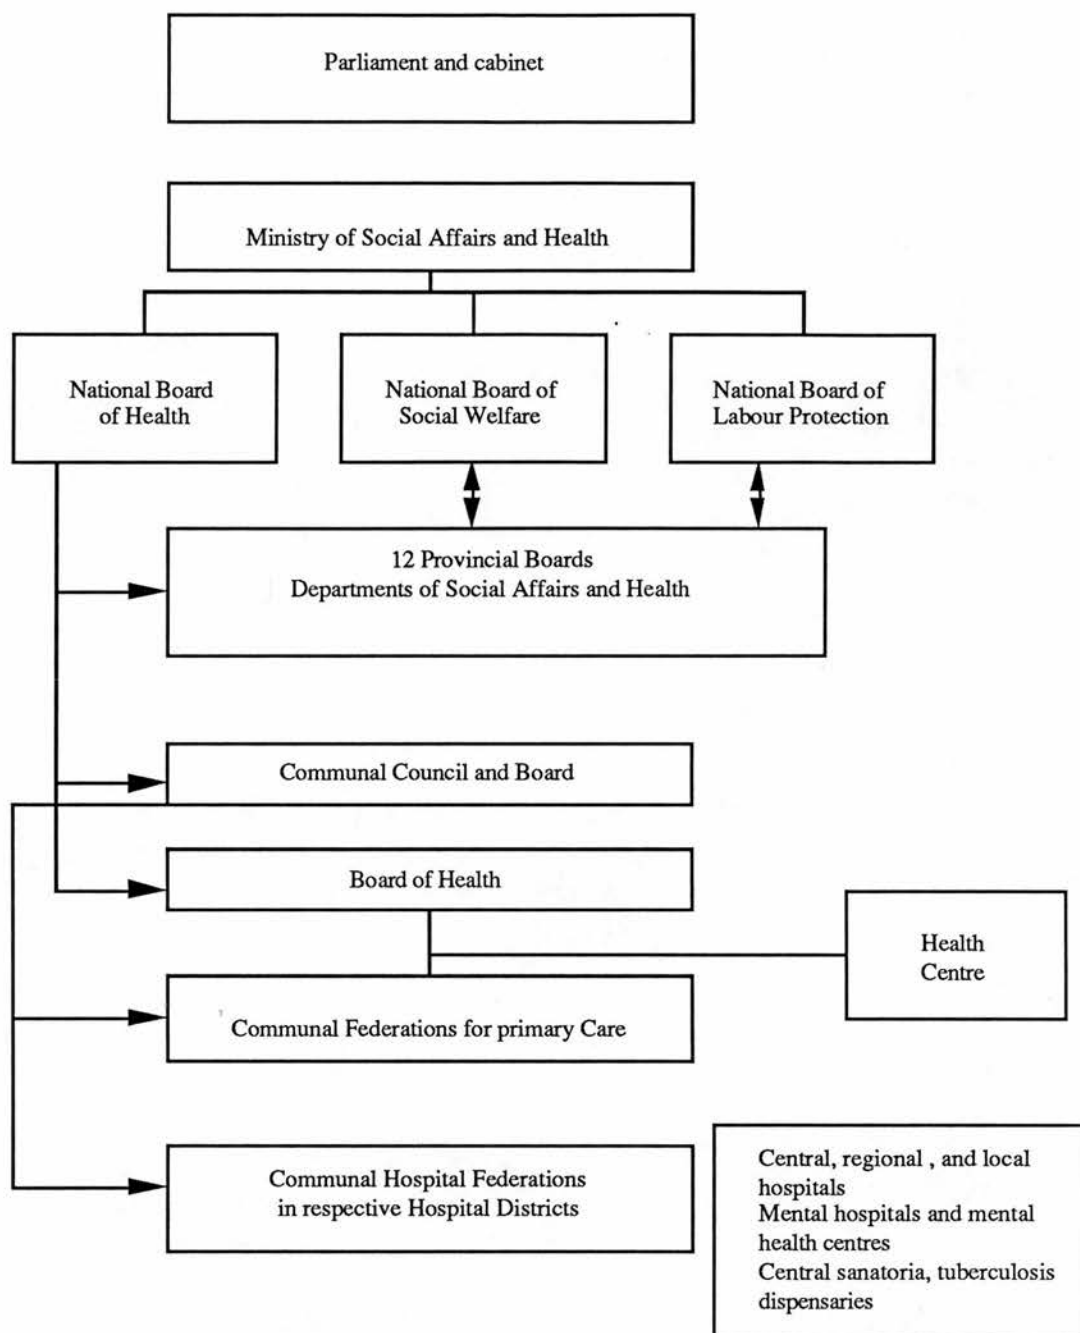 Parliament and cabinet
Ministry of Social Affairs and Health
National Board
of Health
National Board of
Social Welfare
National Board of
Labour Protection
12 Provincial Boards
Departments of Social Affairs and Health
Communal Council and Board
Board of Health
Health
Centre
Communal Federations for primary Care
Communal Hospital Federations
in respective Hospital Districts
Central, regional , and local
hospitals
Mental hospitals and mental
health centres
Central sanatoria, tuberculosis
dispensaries